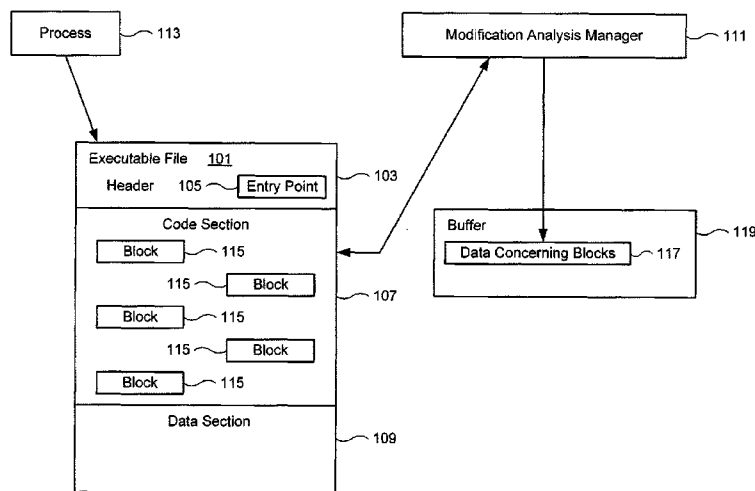 Process
113
Modification Analysis Manager
111
Executable File 101
Header 105 Entry Point
103
Code Section
Block 115
115 Block
107
Block 115
115 Block
Block 115
Data Section
109
Buffer
119
Data Concerning Blocks 117